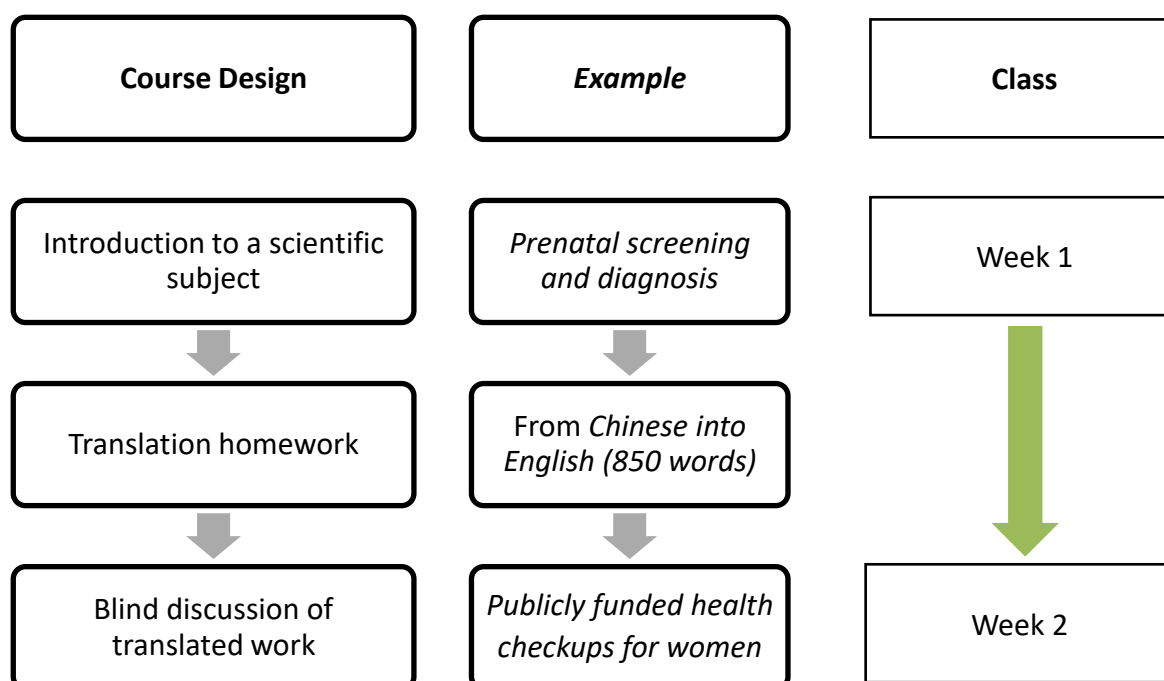 Course Design
Example
Class
Introduction to a scientific
subject
Prenatal screening
and diagnosis
Week 1
Translation homework
From Chinese into
English (850 words)
Blind discussion of
translated work
Publicly funded health
checkups for women
Week 2